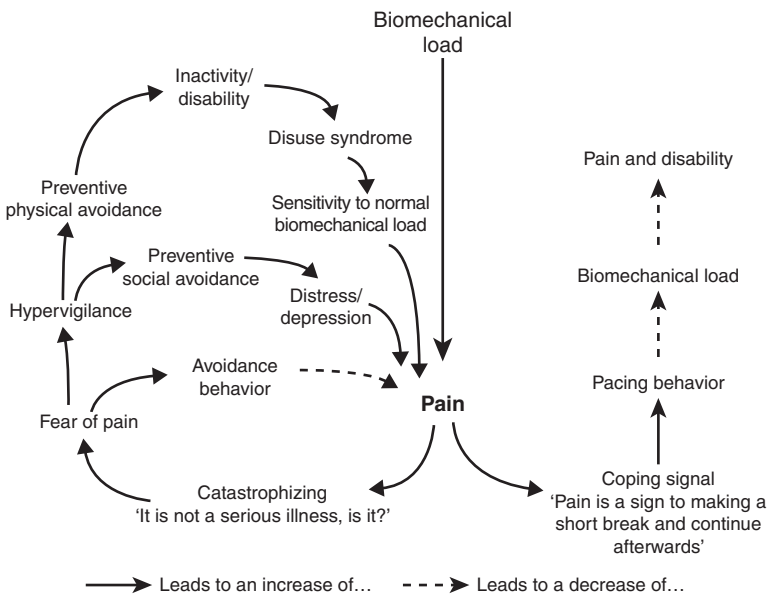 Biomechanical
load
Inactivity/
disability
Disuse syndrome
Pain and disability
Preventive
physical avoidance
Sensitivity to normal
biomechanical load
Preventive
social avoidance
Biomechanical load
Distress/
depression
Hypervigilance
Avoidance
behavior
Pacing behavior
Pain
Fear of pain
Catastrophizing
‘It is not a serious illness, is it?’
Coping signal
‘Pain is a sign to making a
short break and continue
afterwards’
Leads to an increase of…
Leads to a decrease of…